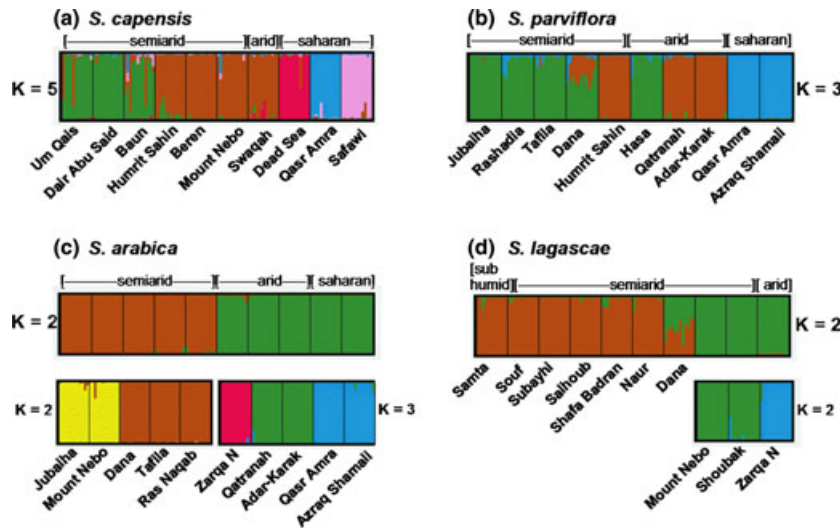 (a) S. capensis
[——semiarid——][arid][—saharan—]
K = 5
Um Qais
Dair Abu Said
Baun
Humrit Sahin
Beren
Mount Nebo
Swaqah
Dead Sea
Qasr Amra
Safawi
(b) S. parviflora
[——semiarid——][——arid——][saharan]
K = 3
Jubaiha
Rashadia
Tafila
Dana
Humrit Sahin
Hasa
Qatranah
Adar-Karak
Qasr Amra
Azraq Shamali
(c) S. arabica
[——semiarid——][——arid——][saharan]
K = 2
K = 2
K = 3
Jubaiha
Mount Nebo
Dana
Tafila
Ras Naqab
Zarqa N
Qatranah
Adar-Karak
Qasr Amra
Azraq Shamali
(d) S. lagascae
[sub
humid][——semiarid——][arid]
K = 2
Samta
Souf
Subayhi
Salhoub
Shafa Badran
Naur
Dana
K = 2
Mount Nebo
Shoubak
Zarqa N